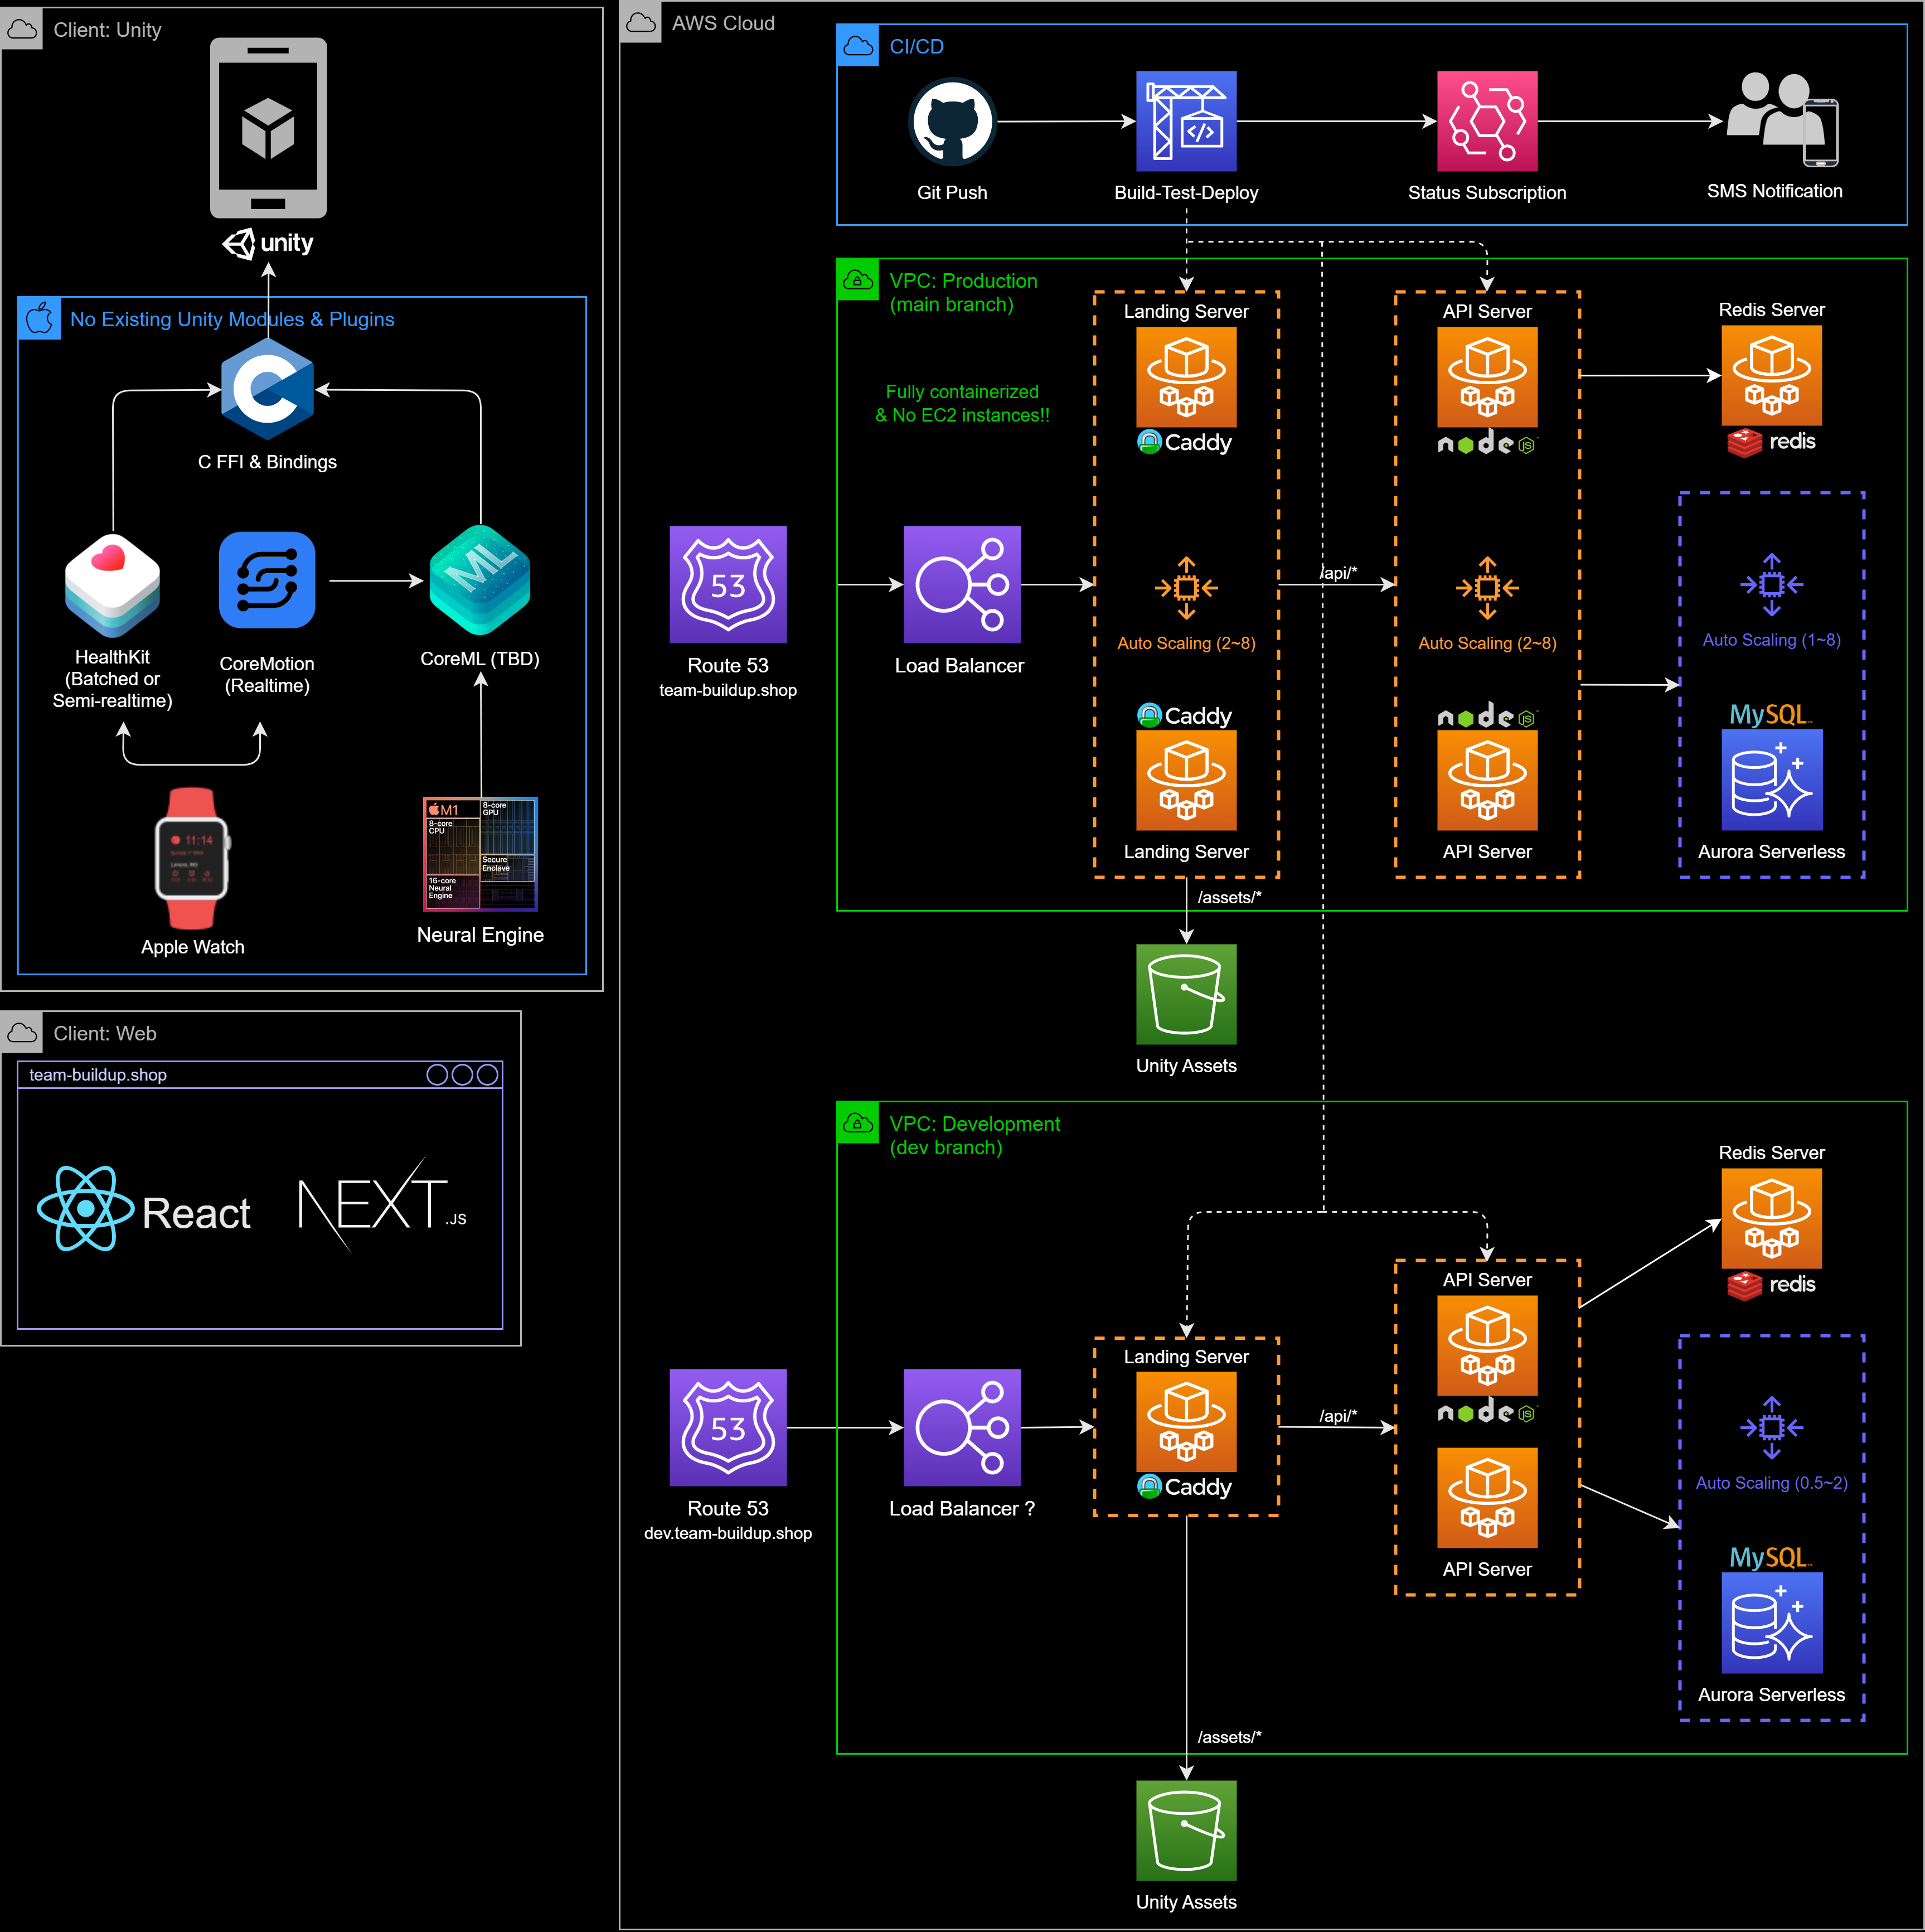 Client: Unity
unity
No Existing Unity Modules & Plugins
C FFI & Bindings
ML
HealthKit
(Batched or
Semi-realtime)
CoreMotion
(Realtime)
CoreML (TBD)
11:14
Apple Watch
M1
8-core
GPU
8-core
CPU
Secure
Enclave
16-core
Neural
Engine
Neural Engine
Client: Web
team-buildup.shop
React
NEXT.JS
AWS Cloud
CI/CD
Git Push
Build-Test-Deploy
Status Subscription
SMS Notification
VPC: Production
(main branch)
Fully containerized
& No EC2 instances!!
Landing Server
Caddy
API Server
node JS
Redis Server
redis
53
Route 53
team-buildup.shop
Load Balancer
Auto Scaling (2~8)
/api/*
Auto Scaling (2~8)
Auto Scaling (1~8)
Caddy
Landing Server
node JS
API Server
MySQL
Aurora Serverless
/assets/*
Unity Assets
VPC: Development
(dev branch)
Redis Server
redis
53
Route 53
dev.team-buildup.shop
Load Balancer ?
Landing Server
Caddy
/api/*
API Server
node JS
API Server
Auto Scaling (0.5~2)
MySQL
Aurora Serverless
/assets/*
Unity Assets